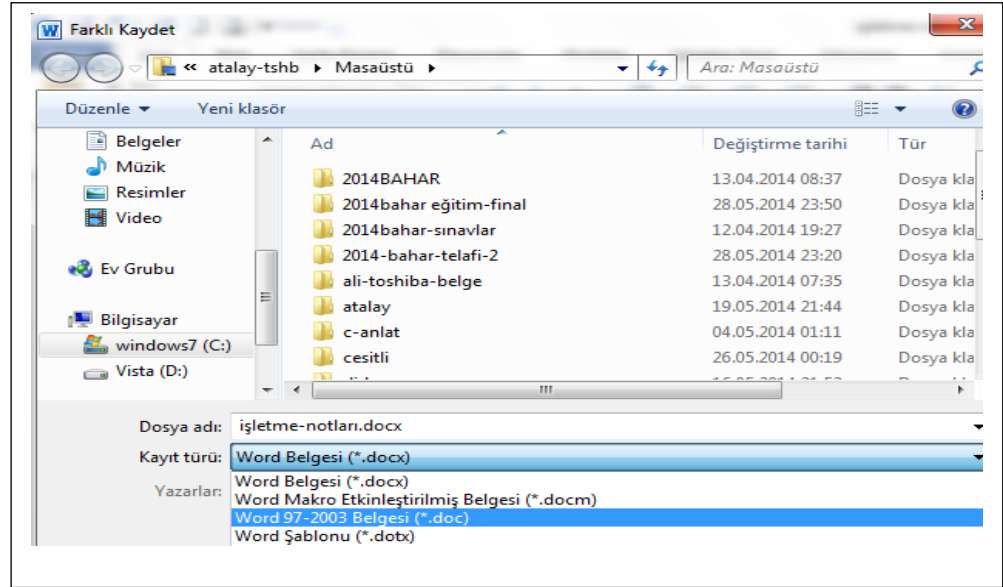 Farklı Kaydet
« atalay-tshb ▸ Masaüstü ▸
Ara: Masaüstü
Düzenle
Yeni klasör
Belgeler
Müzik
Resimler
Video
Ev Grubu
Bilgisayar
windows7 (C:)
Vista (D:)
Ad Değiştirme tarihi Tür
2014BAHAR 13.04.2014 08:37 Dosya kla
2014bahar eğitim-final 28.05.2014 23:50 Dosya kla
2014bahar-sınavlar 12.04.2014 19:27 Dosya kla
2014-bahar-telafi-2 28.05.2014 23:20 Dosya kla
ali-toshiba-belge 13.04.2014 07:35 Dosya kla
atalay 19.05.2014 21:44 Dosya kla
c-anlat 04.05.2014 01:11 Dosya kla
cesitli 26.05.2014 00:19 Dosya kla
Dosya adı: işletme-notları.docx
Kayıt türü: Word Belgesi (*.docx)
Yazarlar:
Word Belgesi (*.docx)
Word Makro Etkinleştirilmiş Belgesi (*.docm)
Word 97-2003 Belgesi (*.doc)
Word Şablonu (*.dotx)